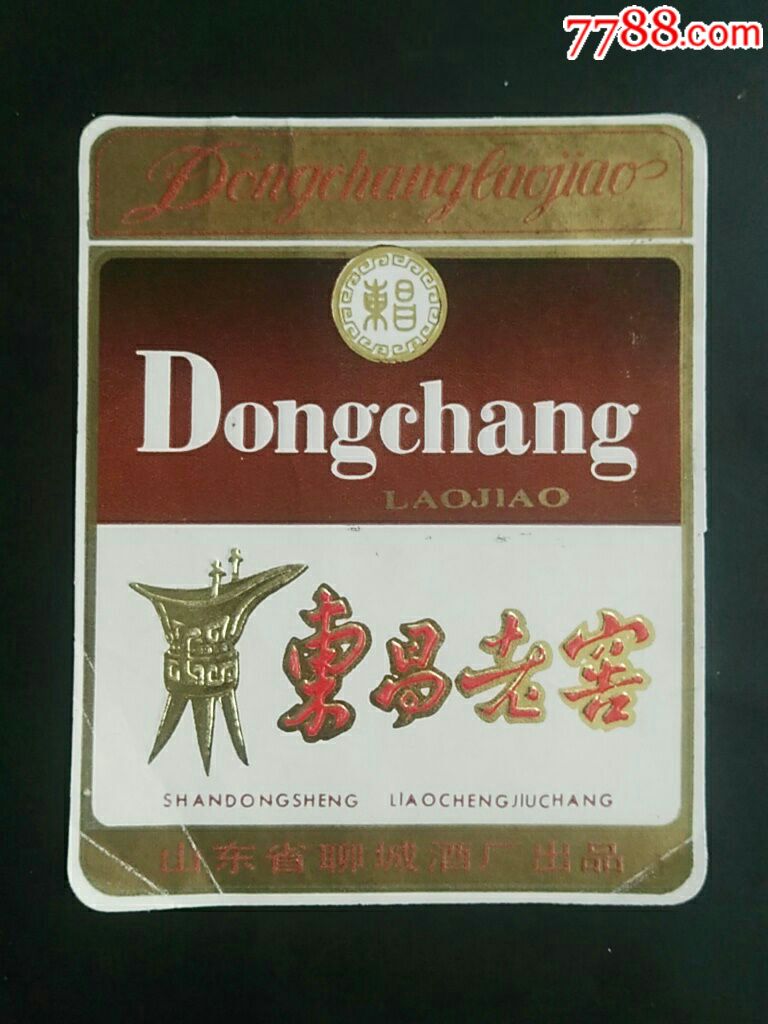 7788.com
Dongchanglaojiao
東昌
Dongchang
LAOJIAO
東昌老窖
SHANDONGSHENG LIAOCHENGJIUCHANG
山东省聊城酒厂出品